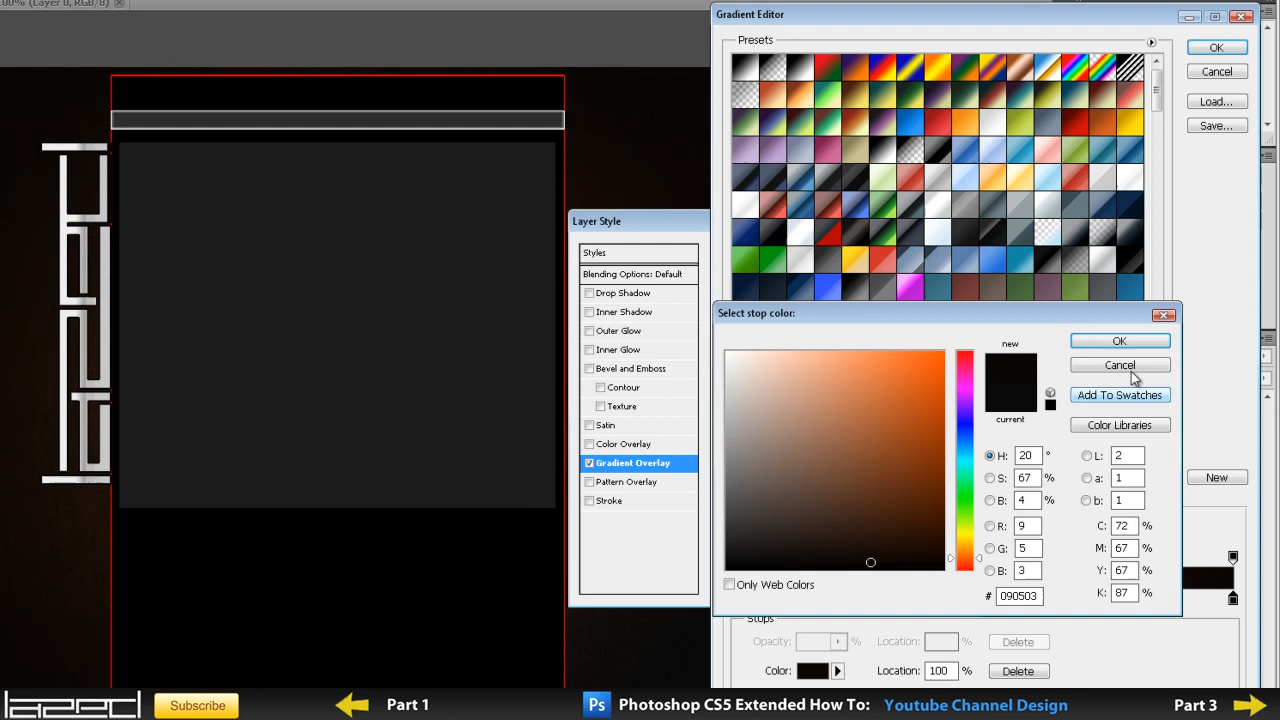 100% (Layer 0, RGB/8)
Gradient Editor
Presets
OK
Cancel
Load...
Save...
Layer Style
Styles
Blending Options: Default
Drop Shadow
Inner Shadow
Outer Glow
Inner Glow
Bevel and Emboss
Contour
Texture
Satin
Color Overlay
Gradient Overlay
Pattern Overlay
Stroke
Select stop color:
new
current
OK
Cancel
Add To Swatches
Color Libraries
H: 20 °
S: 67 %
B: 4 %
R: 9
G: 5
B: 3
# 090503
L: 2
a: 1
b: 1
C: 72 %
M: 67 %
Y: 67 %
K: 87 %
Only Web Colors
New
Stops
Opacity: %
Location: %
Delete
Color:
Location: 100 %
Delete
Subscribe
Part 1
Ps
Photoshop CS5 Extended How To: Youtube Channel Design
Part 3